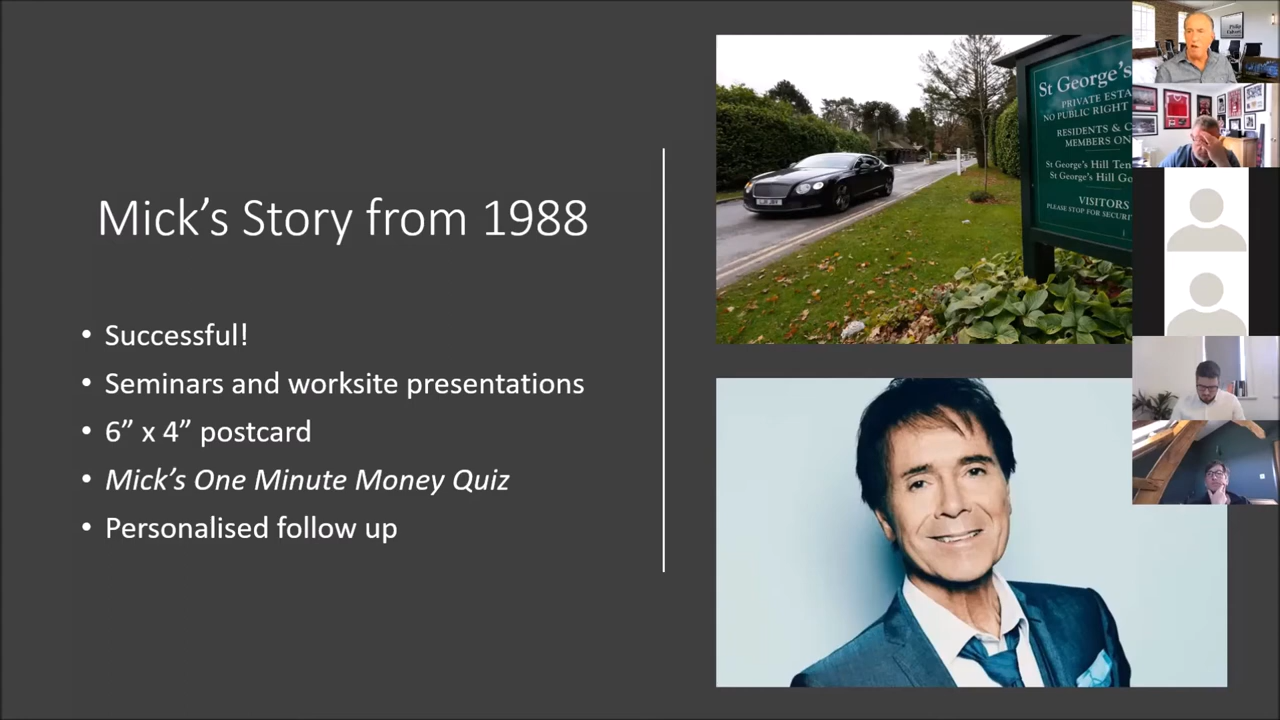 Mick’s Story from 1988
• Successful!
• Seminars and worksite presentations
• 6” x 4” postcard
• Mick’s One Minute Money Quiz
• Personalised follow up
St George's
PRIVATE ESTA
NO PUBLIC RIGHT
RESIDENTS & C
MEMBERS ON
St George's Hill Ten
St George's Hill Go
VISITORS
PLEASE STOP FOR SECURI